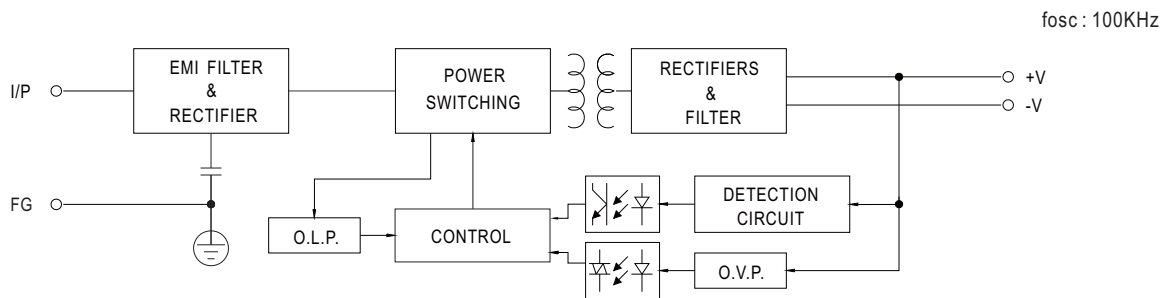 fosc : 100KHz
I/P
EMI FILTER
&
RECTIFIER
POWER
SWITCHING
RECTIFIERS
&
FILTER
+V
-V
FG
O.L.P.
CONTROL
DETECTION
CIRCUIT
O.V.P.